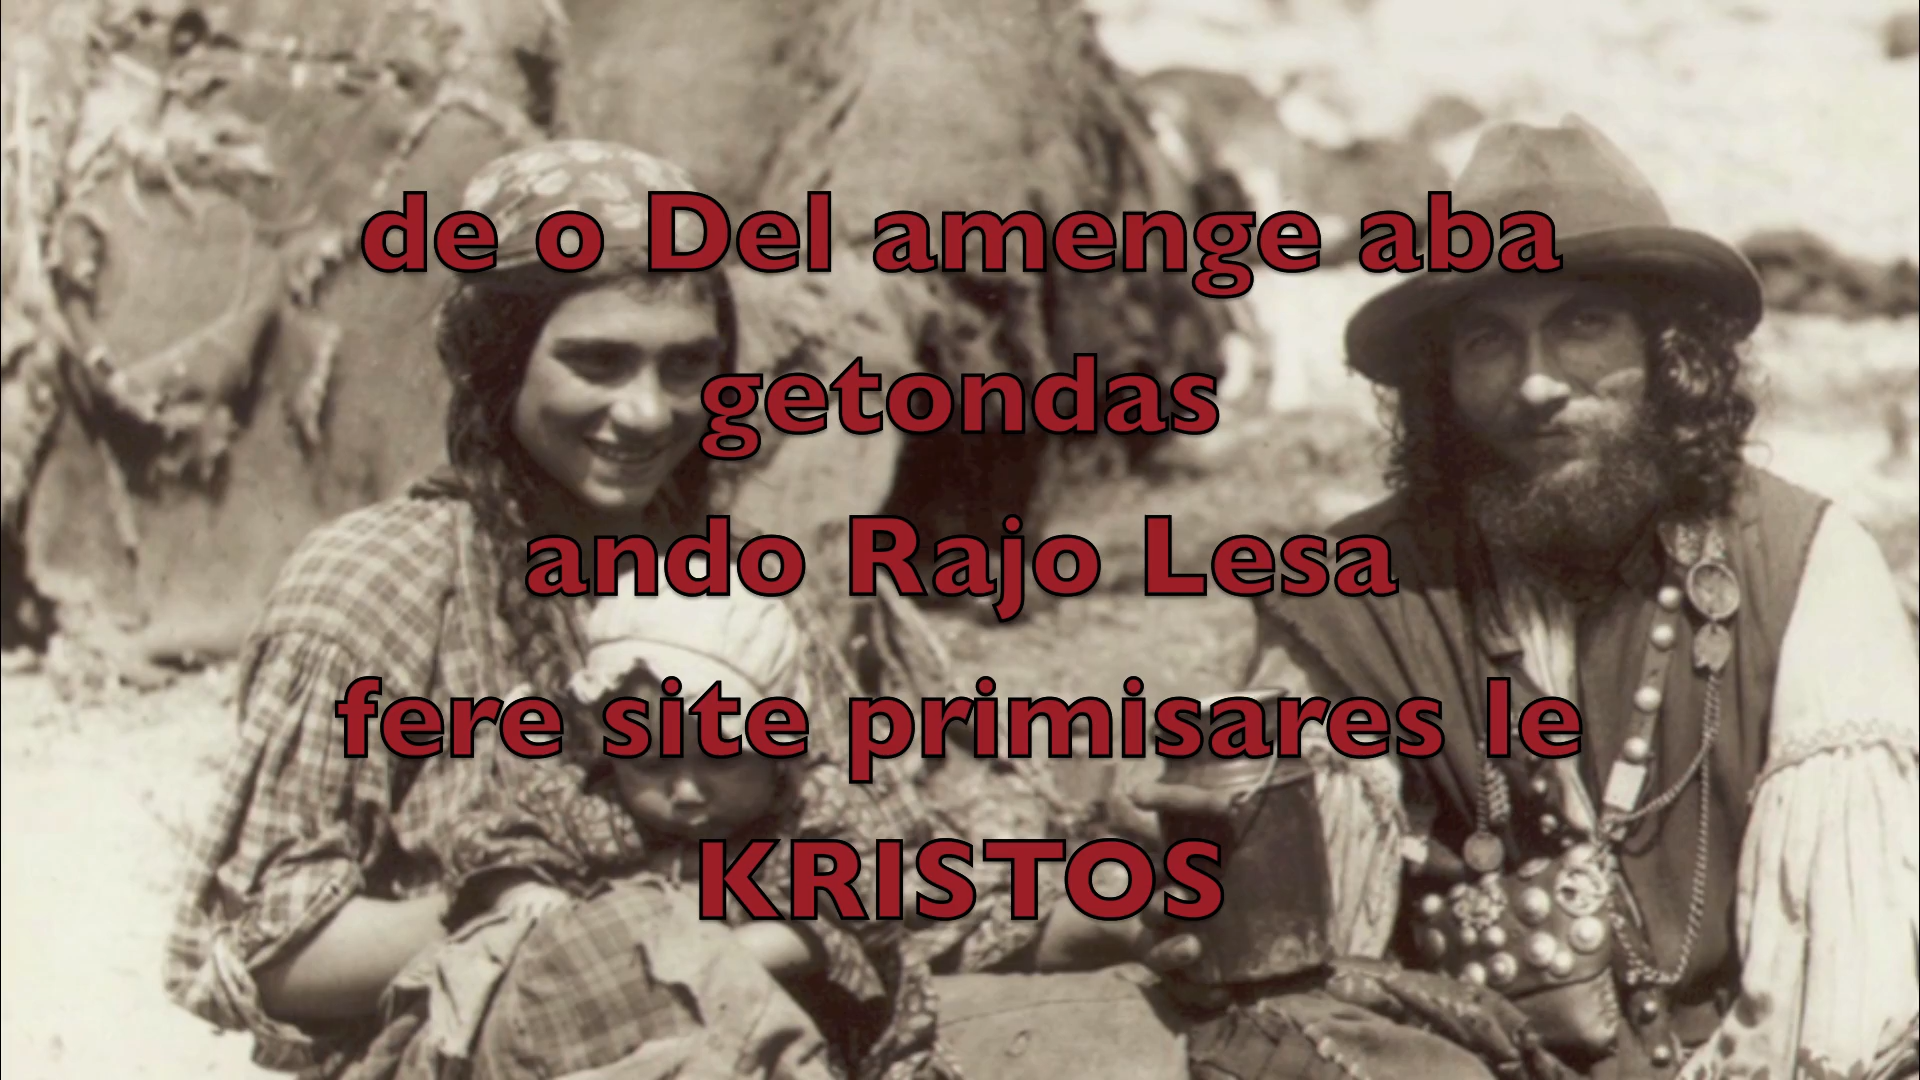 de o Del amenge aba
getondas
ando Rajo Lesa
fere site primisares le
KRISTOS